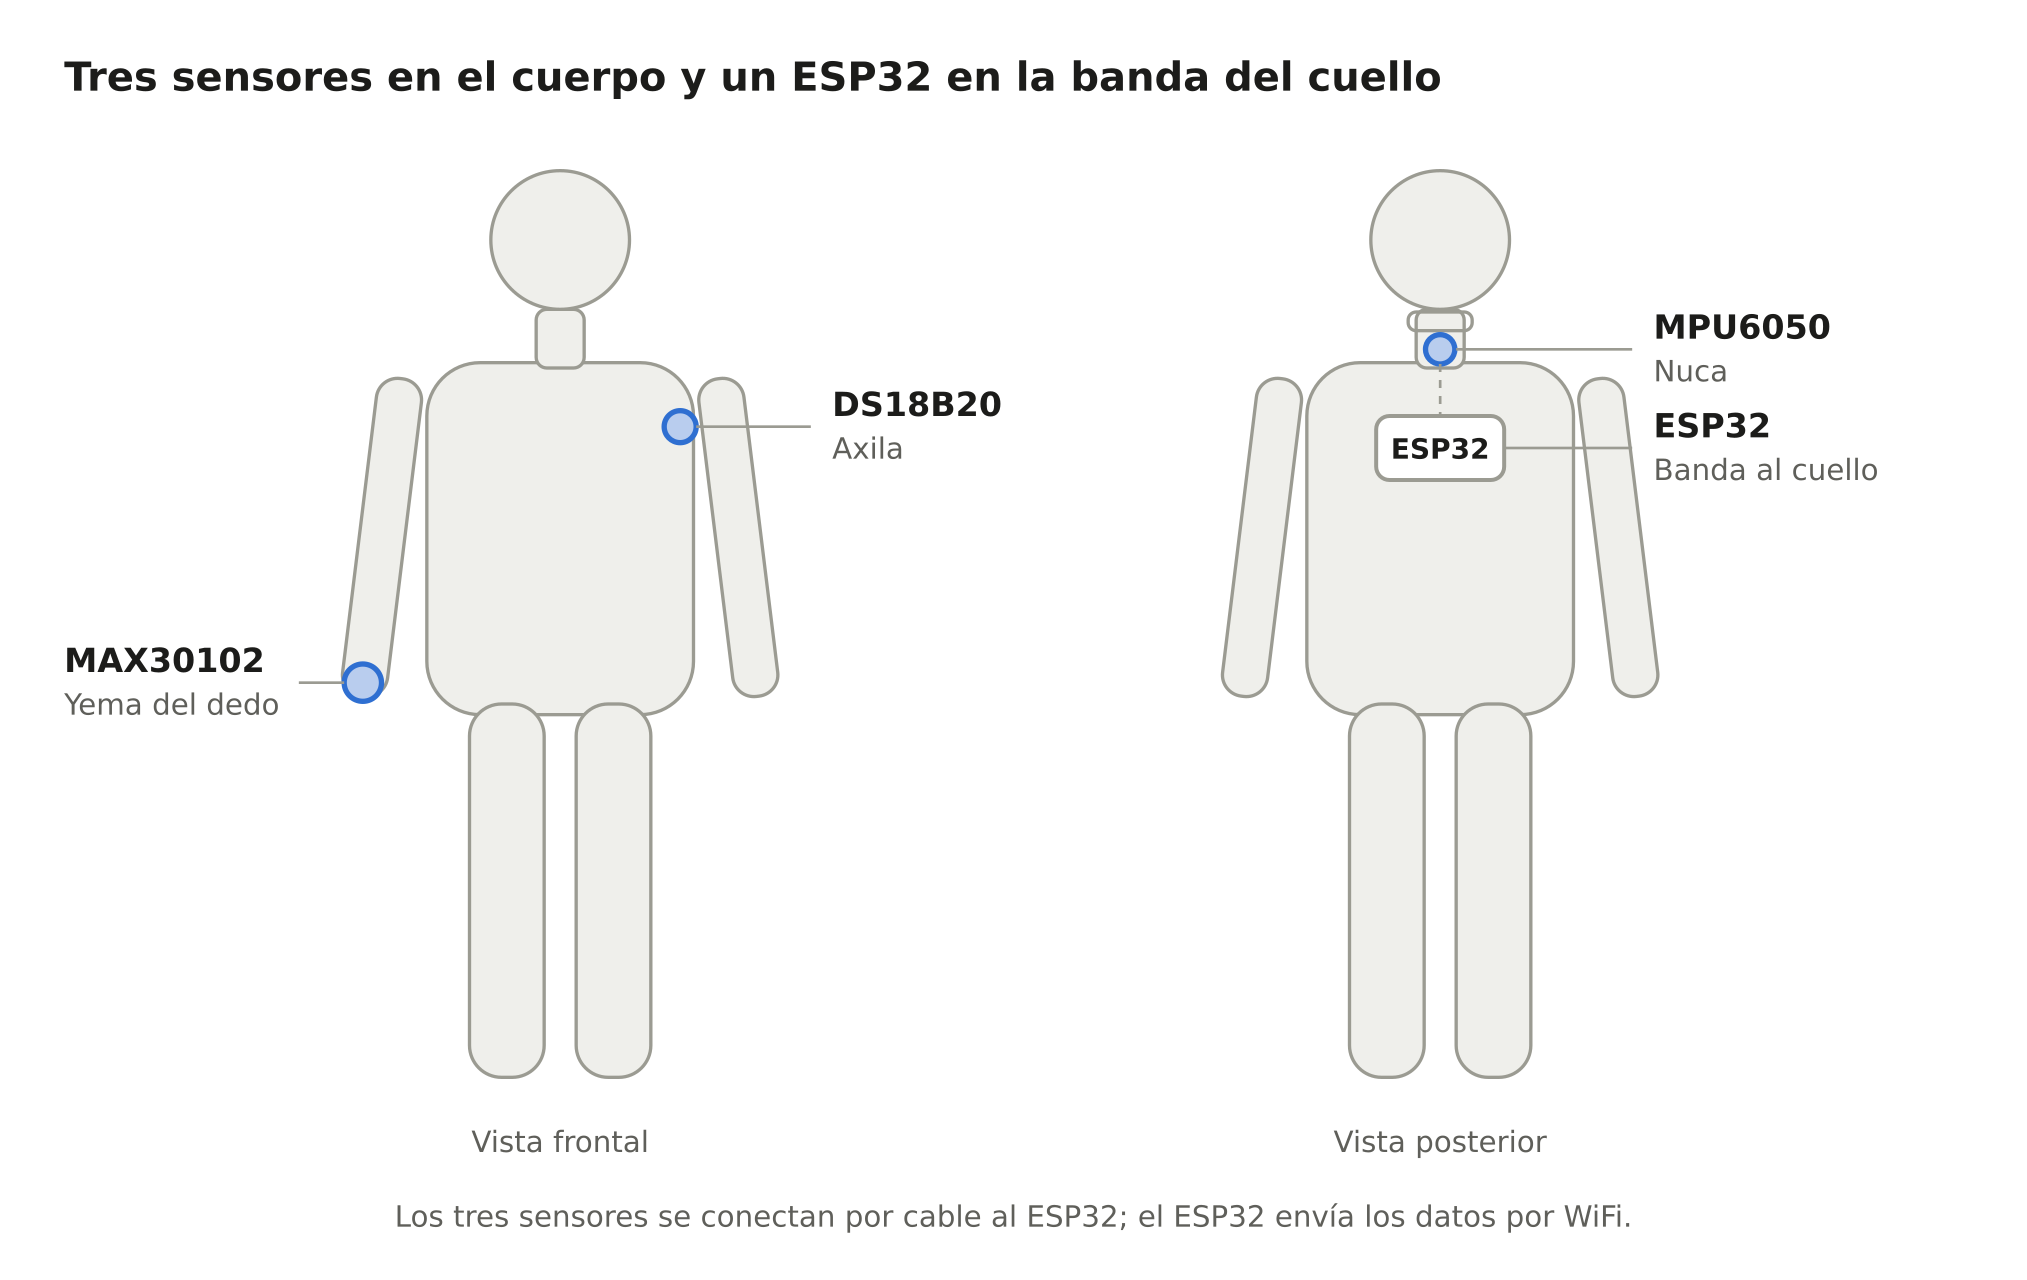 Tres sensores en el cuerpo y un ESP32 en la banda del cuello
DS18B20
Axila
MAX30102
Yema del dedo
Vista frontal
MPU6050
Nuca
ESP32
ESP32
Banda al cuello
Vista posterior
Los tres sensores se conectan por cable al ESP32; el ESP32 envía los datos por WiFi.